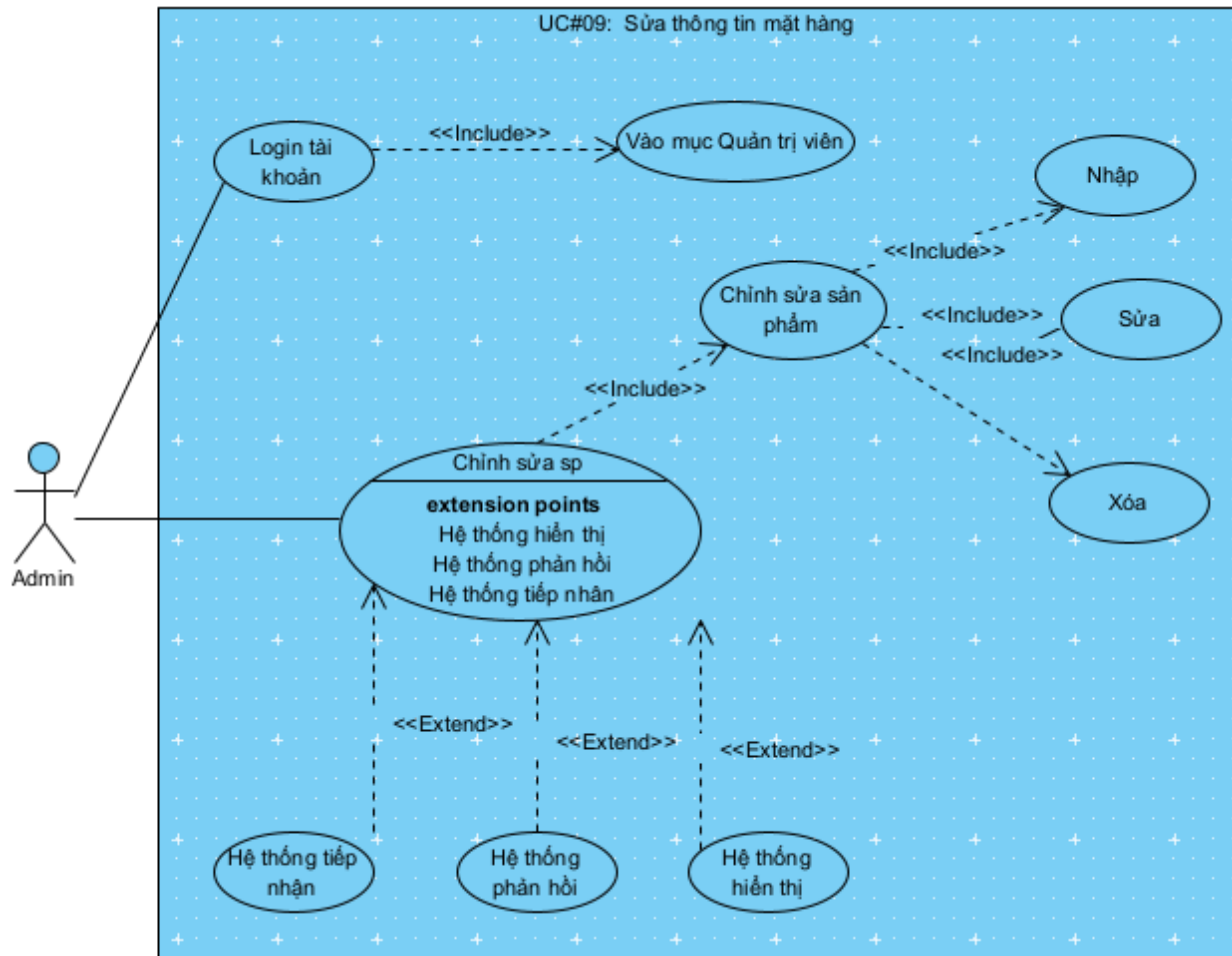 UC#09:  Sửa thông tin mặt hàng
Login tài
khoản
<<Include>>
Vào mục Quản trị viên
Nhập
<<Include>>
Chỉnh sửa sản
phẩm
<<Include>>
<<Include>>
Sửa
<<Include>>
Xóa
Chỉnh sửa sp
extension points
Hệ thống hiển thị
Hệ thống phản hồi
Hệ thống tiếp nhân
Admin
<<Extend>>
<<Extend>>
<<Extend>>
Hệ thống tiếp
nhận
Hệ thống
phản hồi
Hệ thống
hiển thị